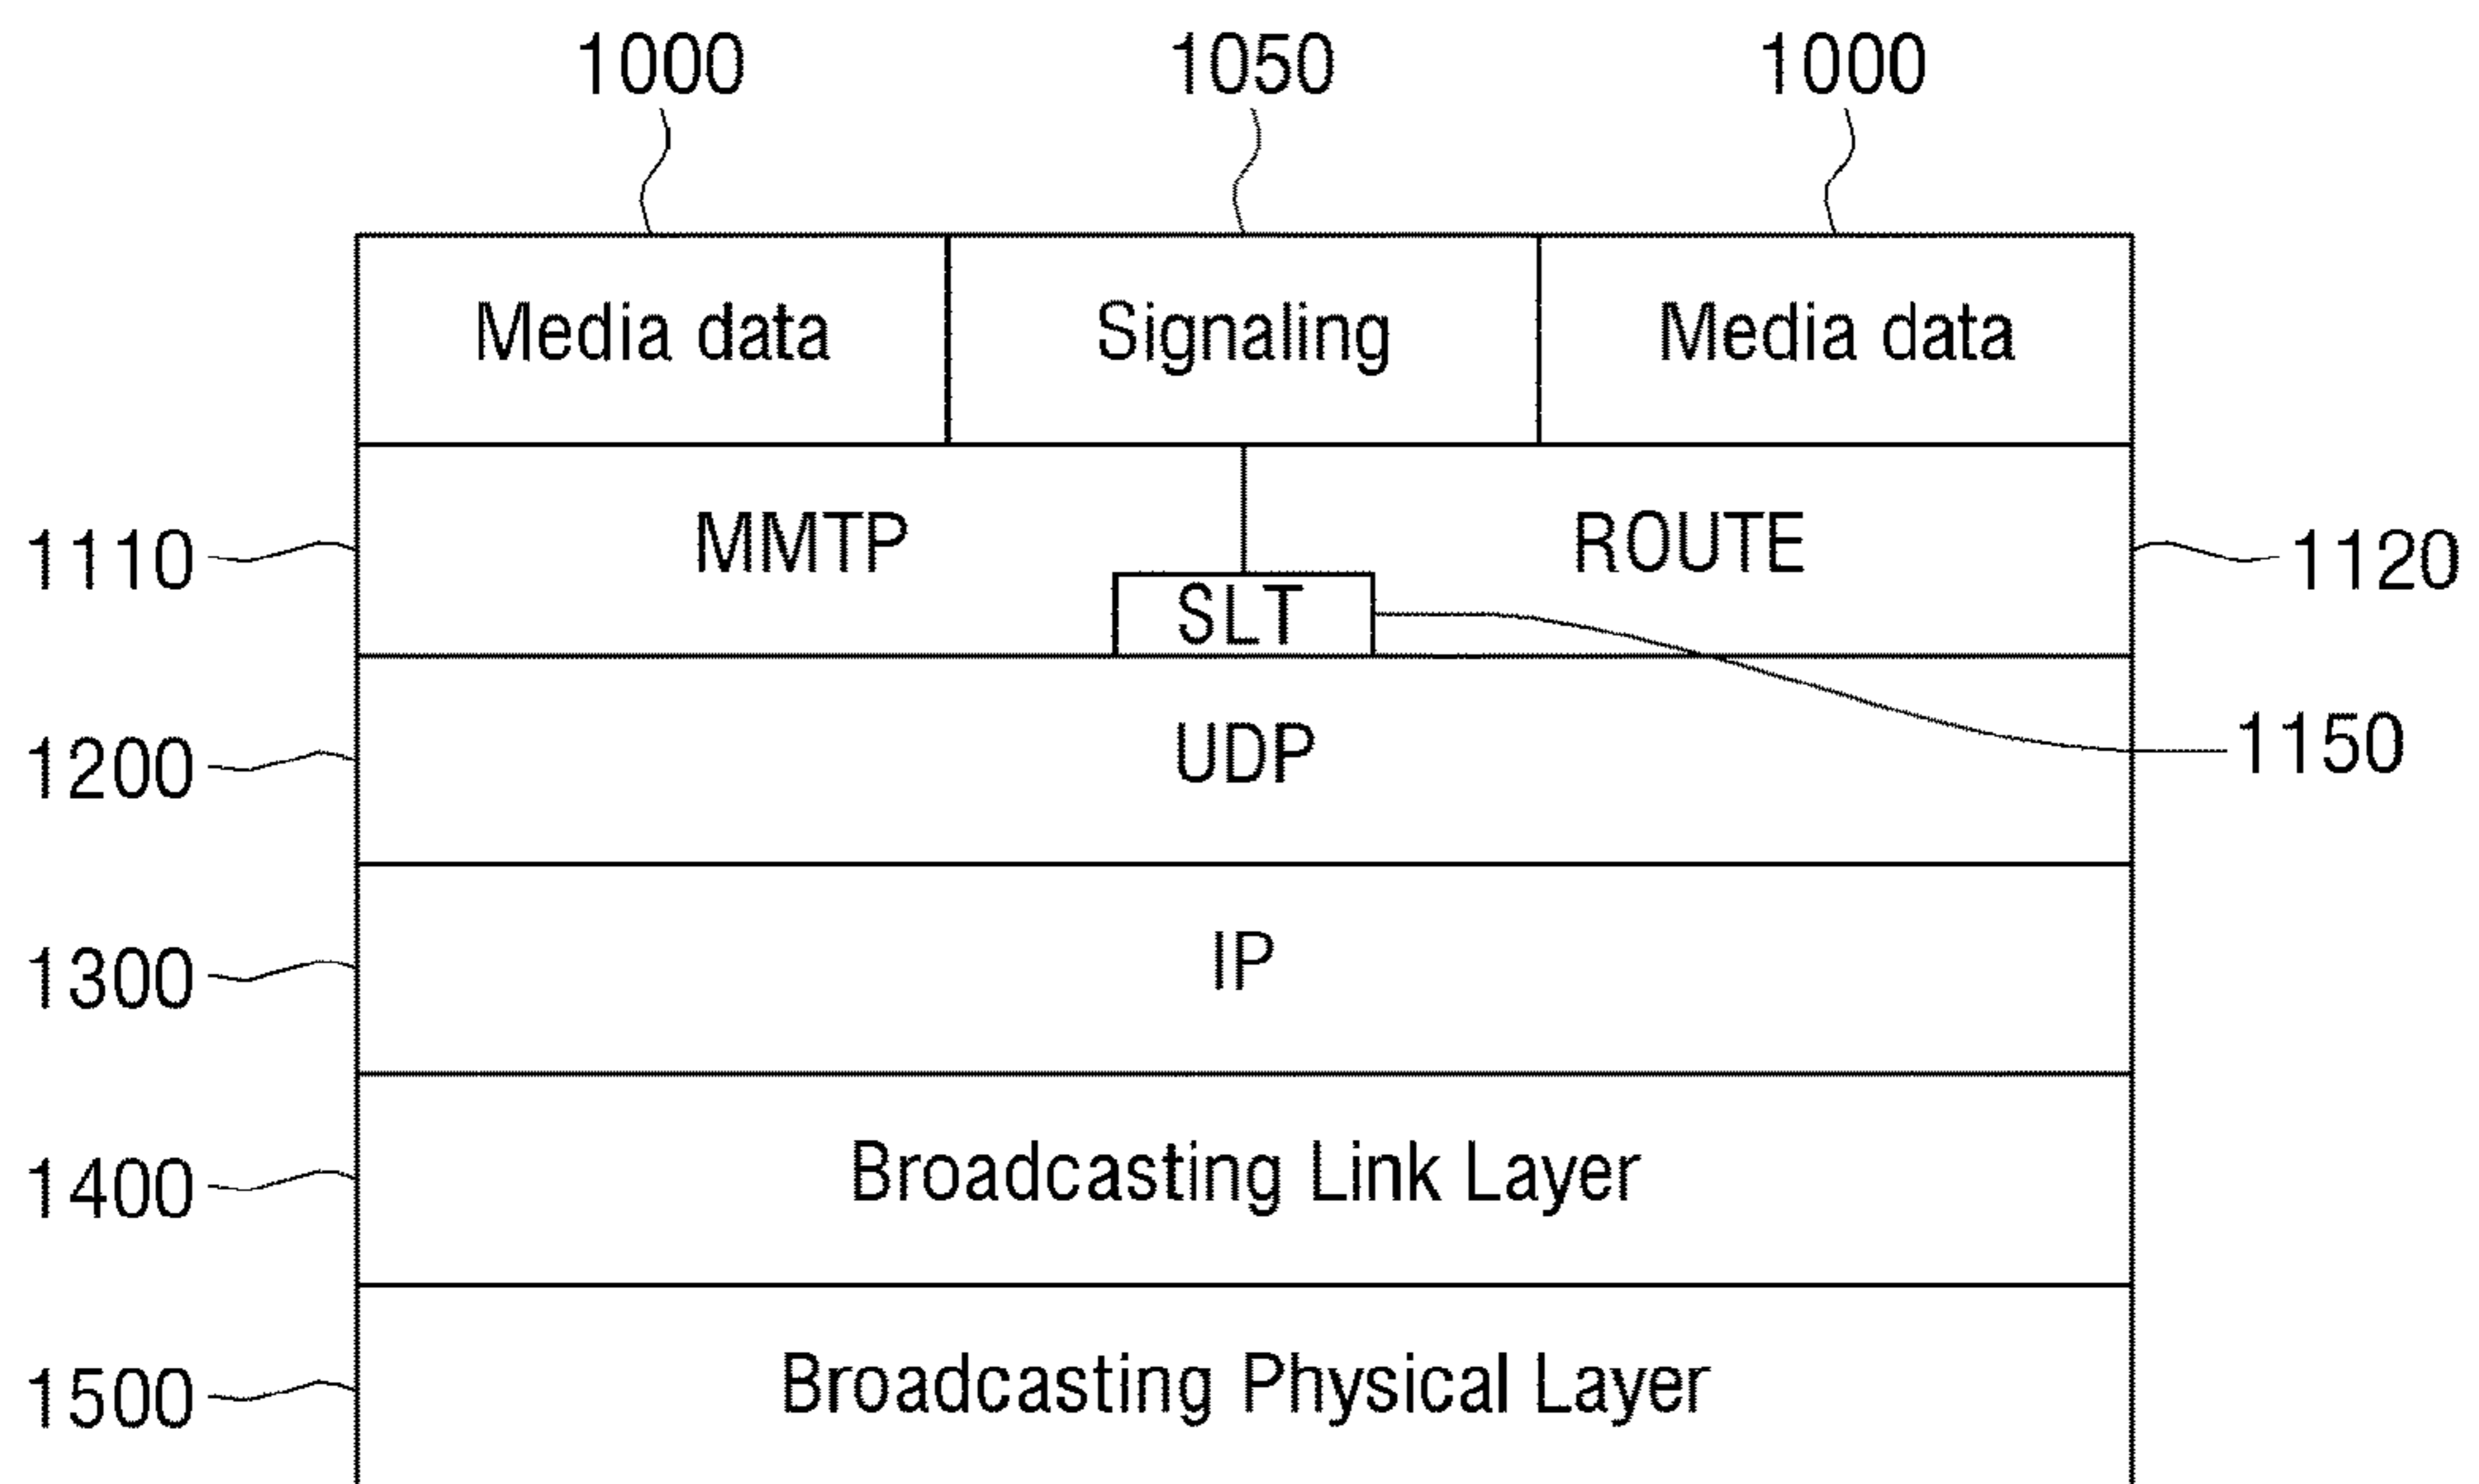 1000 1050 1000
Media data Signaling Media data
1110 MMTP ROUTE 1120
SLT
1200 UDP 1150
1300 IP
1400 Broadcasting Link Layer
1500 Broadcasting Physical Layer